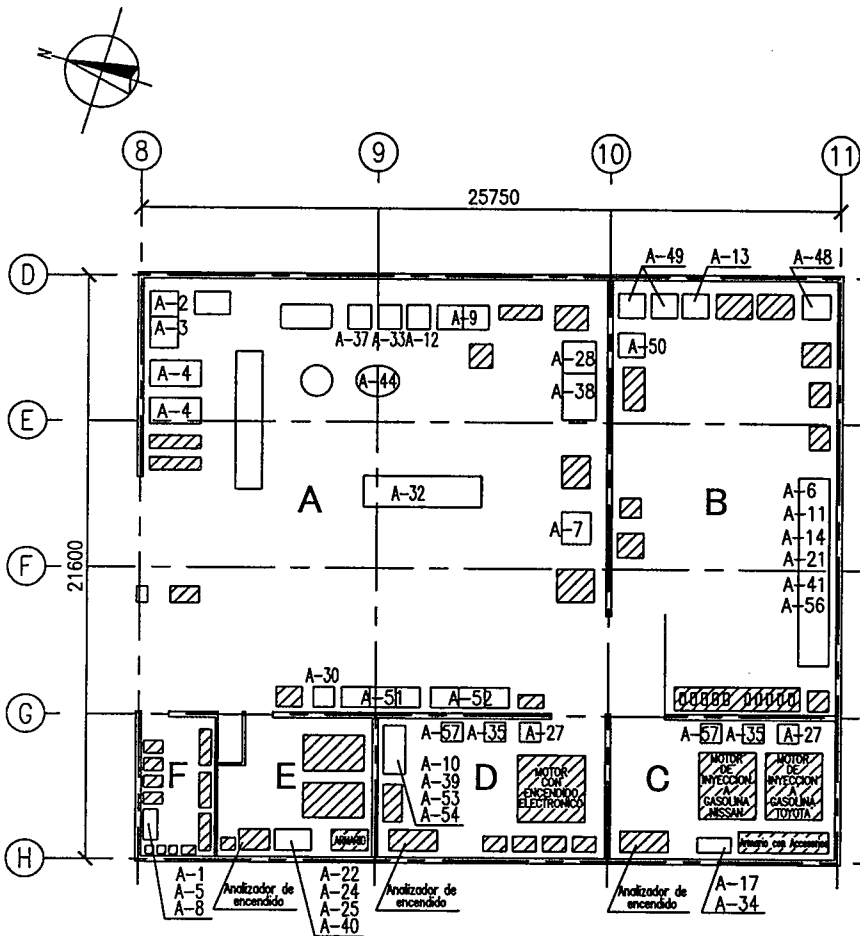 N
8
9
10
11
25750
D
A-49
A-13
A-48
A-2
A-3
A-9
A-37
A-33
A-12
A-50
A-28
A-4
A-44
A-38
A-4
E
A
A-32
B
A-6
A-11
A-14
A-21
A-41
A-56
A-7
F
21600
A-30
A-51
A-52
G
F
E
D
C
A-57
A-35
A-27
A-57
A-35
A-27
A-10
A-39
A-53
A-54
MOTOR
CON
ENCENDIDO
ELECTRONICO
MOTOR
DE
INYECCION
A
GASOLINA
NISSAN
MOTOR
DE
INYECCION
A
GASOLINA
TOYOTA
ARMARIO
Armario con Accesorios
H
A-1
A-5
A-8
Analizador de
encendido
A-22
A-24
A-25
A-40
Analizador de
encendido
Analizador de
encendido
A-17
A-34